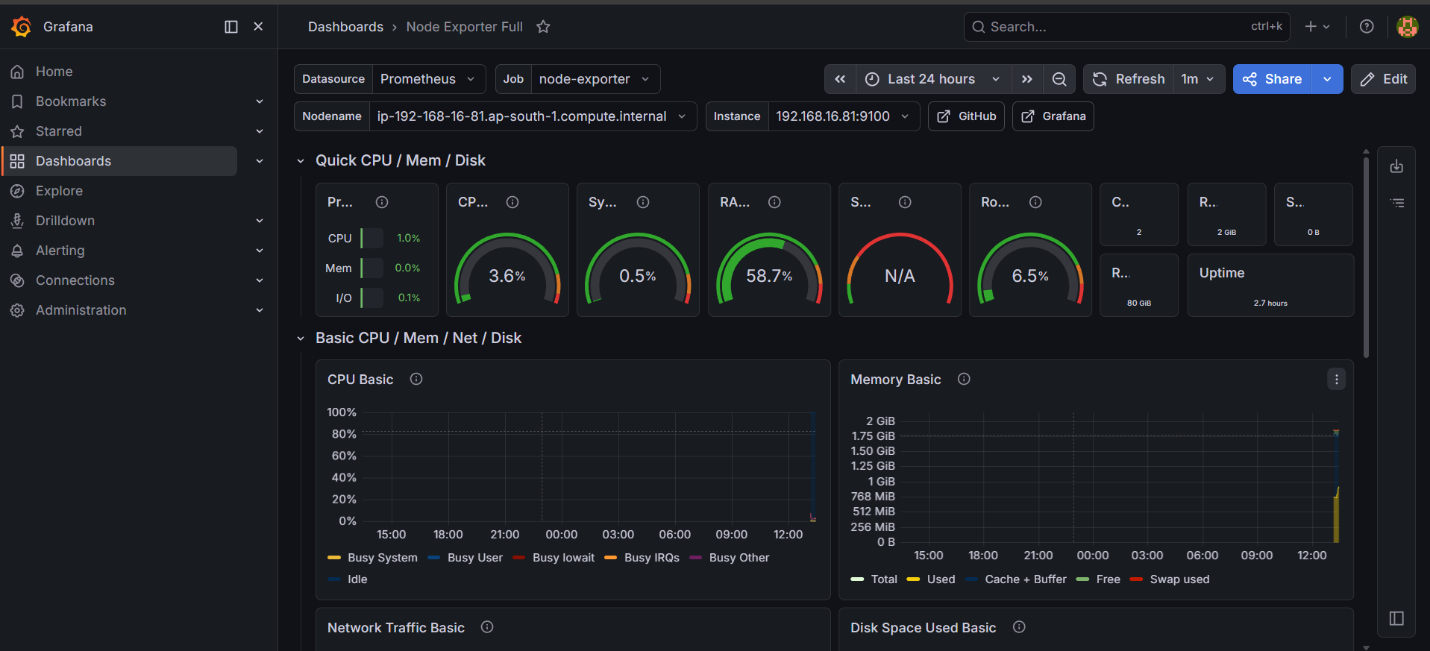 Grafana
Dashboards › Node Exporter Full
Search...
ctrl+k
Home
Bookmarks
Starred
Dashboards
Explore
Drilldown
Alerting
Connections
Administration
Datasource Prometheus
Job node-exporter
Last 24 hours
Refresh 1m
Share
Edit
Nodename ip-192-168-16-81.ap-south-1.compute.internal
Instance 192.168.16.81:9100
GitHub
Grafana
Quick CPU / Mem / Disk
Pr...
CPU 1.0%
Mem 0.0%
I/O 0.1%
CP...
3.6%
Sy...
0.5%
RA...
58.7%
S...
N/A
Ro...
6.5%
C..
2
R..
2 GiB
S...
0 B
R..
80 GiB
Uptime
2.7 hours
Basic CPU / Mem / Net / Disk
CPU Basic
100%
80%
60%
40%
20%
0%
15:00 18:00 21:00 00:00 03:00 06:00 09:00 12:00
Busy System Busy User Busy Iowait Busy IRQs Busy Other
Idle
Memory Basic
2 GiB
1.75 GiB
1.50 GiB
1.25 GiB
1 GiB
768 MiB
512 MiB
256 MiB
0 B
15:00 18:00 21:00 00:00 03:00 06:00 09:00 12:00
Total Used Cache + Buffer Free Swap used
Network Traffic Basic
Disk Space Used Basic